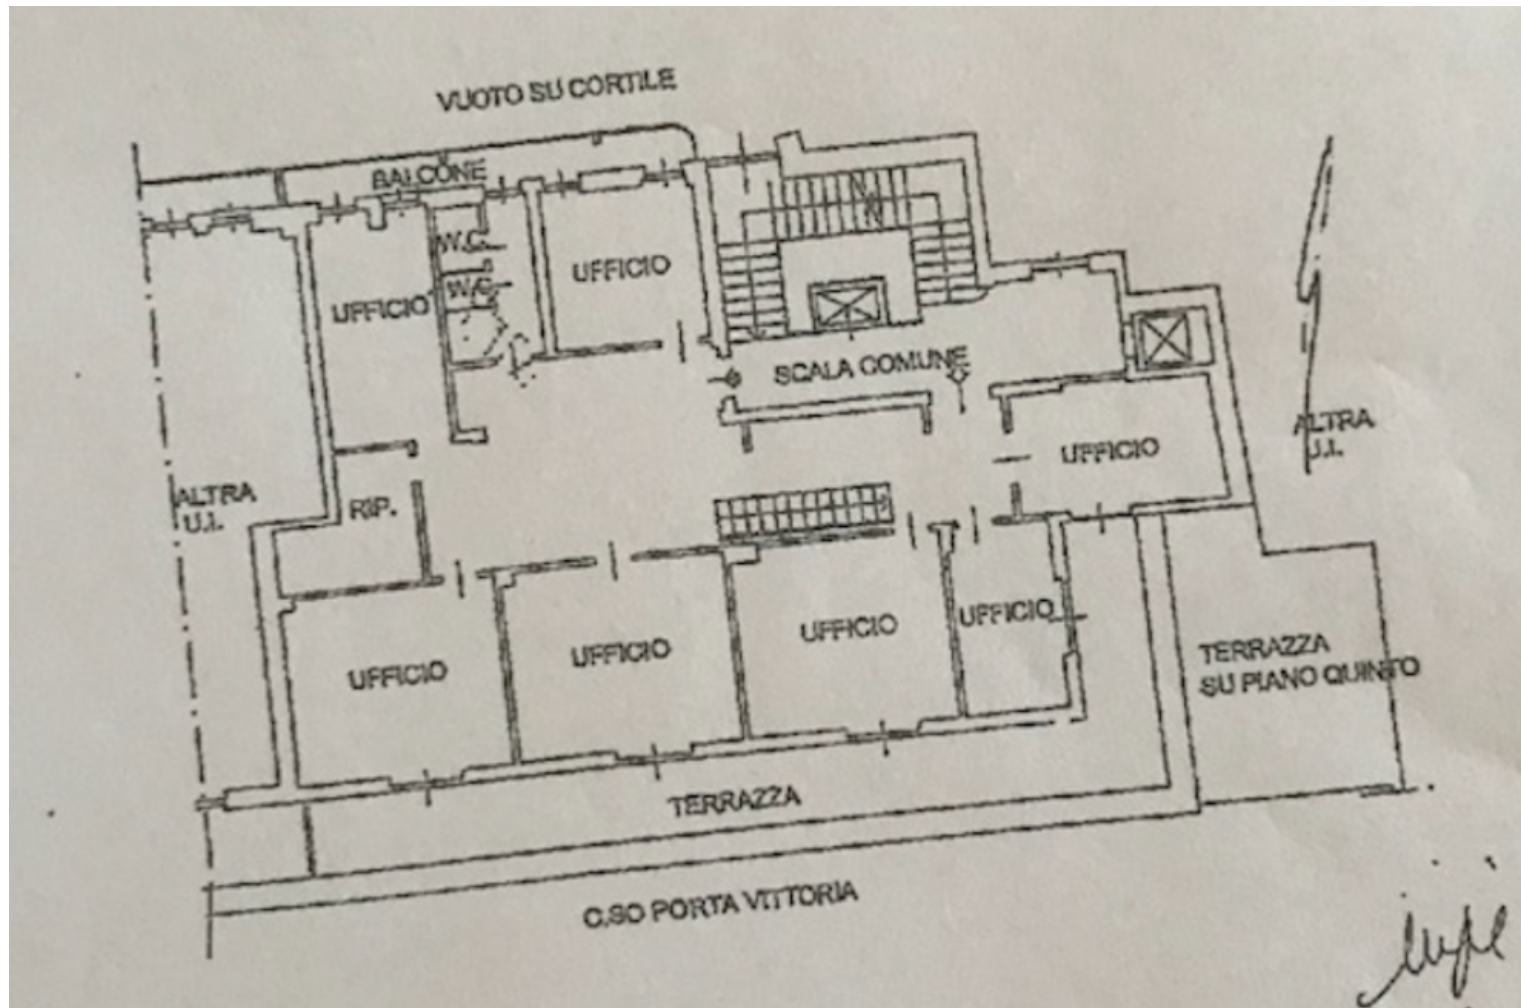 VUOTO SU CORTILE
BALCONE
W.C.
UFFICIO
W.C.
UFFICIO
SCALA COMUNE
ALTRA
U.I.
UFFICIO
ALTRA
U.I.
RIP.
UFFICIO
UFFICIO
UFFICIO
UFFICIO
TERRAZZA
SU PIANO QUINTO
TERRAZZA
C.SO PORTA VITTORIA